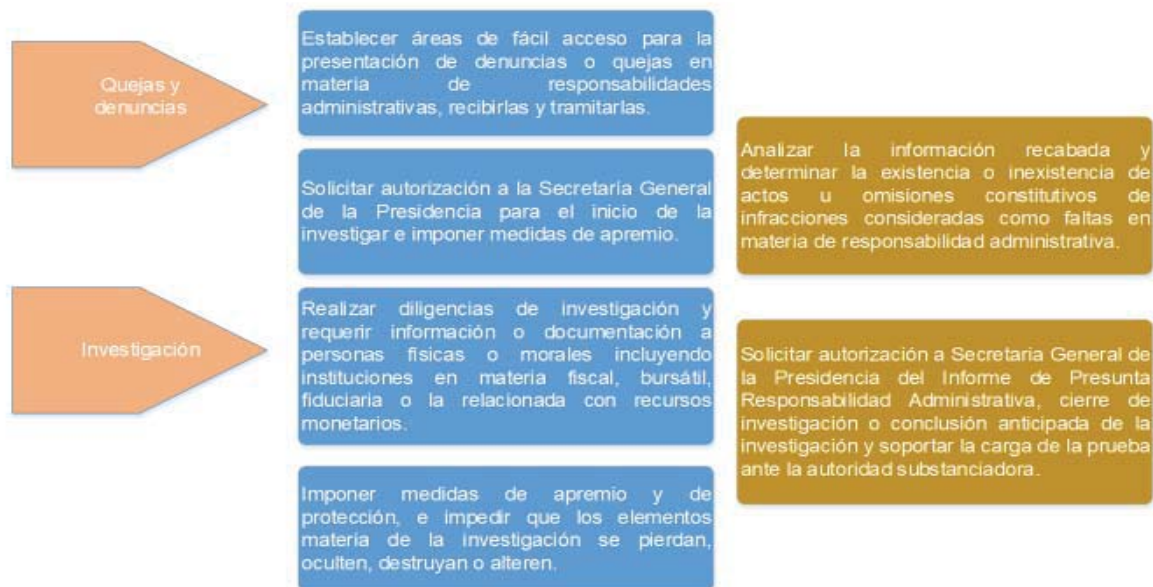 Quejas y
denuncias
Establecer áreas de fácil acceso para la
presentación de denuncias o quejas en
materia de responsabilidades
administrativas, recibirlas y tramitarlas.
Solicitar autorización a la Secretaría General
de la Presidencia para el inicio de la
investigar e imponer medidas de apremio.
Investigación
Realizar diligencias de investigación y
requerir información o documentación a
personas físicas o morales incluyendo
instituciones en materia fiscal, bursátil,
fiduciaria o la relacionada con recursos
monetarios.
Imponer medidas de apremio y de
protección, e impedir que los elementos
materia de la investigación se pierdan,
oculten, destruyan o alteren.
Analizar la información recabada y
determinar la existencia o inexistencia de
actos u omisiones constitutivos de
infracciones consideradas como faltas en
materia de responsabilidad administrativa.
Solicitar autorización a Secretaria General de
la Presidencia del Informe de Presunta
Responsabilidad Administrativa, cierre de
investigación o conclusión anticipada de la
investigación y soportar la carga de la prueba
ante la autoridad substanciadora.